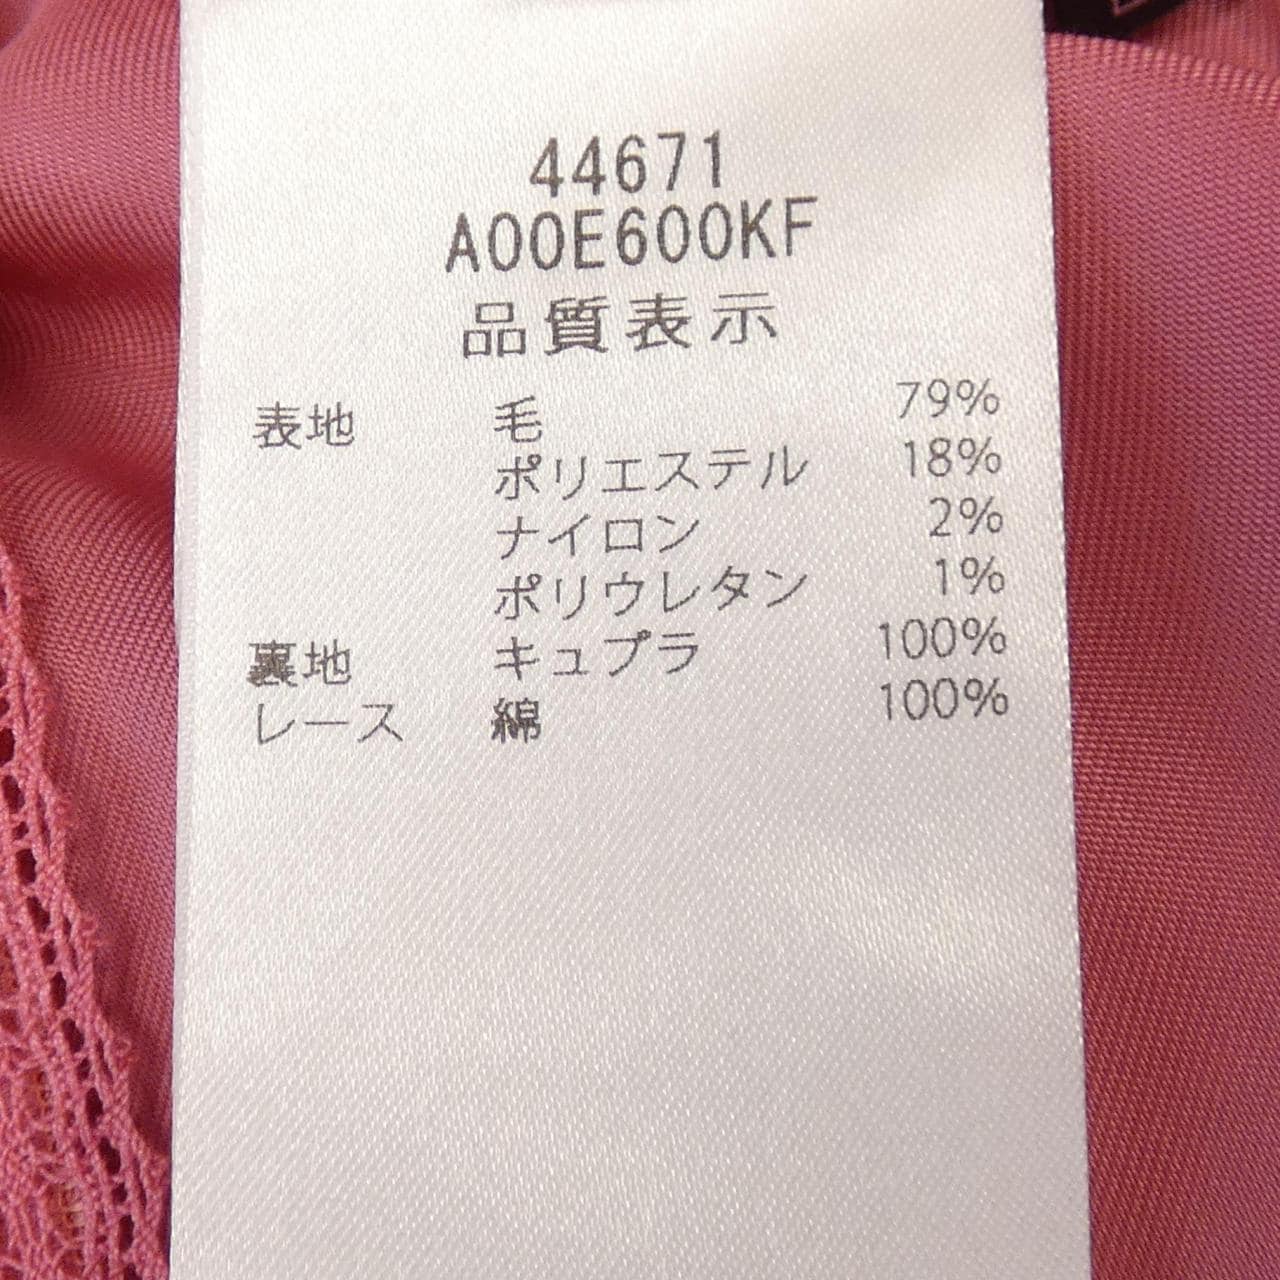 44671
A00E600KF
品質表示
表地 毛 79%
ポリエステル 18%
ナイロン 2%
ポリウレタン 1%
裏地 キュプラ 100%
レース 綿 100%